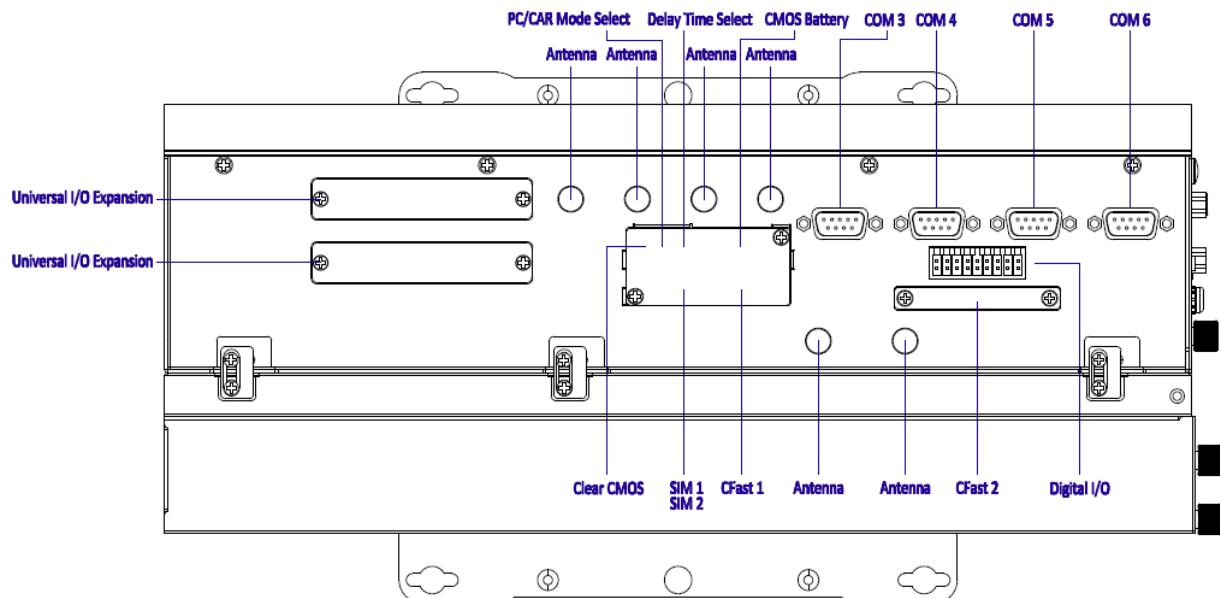 PC/CAR Mode Select
Delay Time Select
CMOS Battery
COM 3
COM 4
COM 5
COM 6
Antenna
Antenna
Antenna
Antenna
Universal I/O Expansion
Universal I/O Expansion
Clear CMOS
SIM 1
SIM 2
CFast 1
Antenna
Antenna
CFast 2
Digital I/O